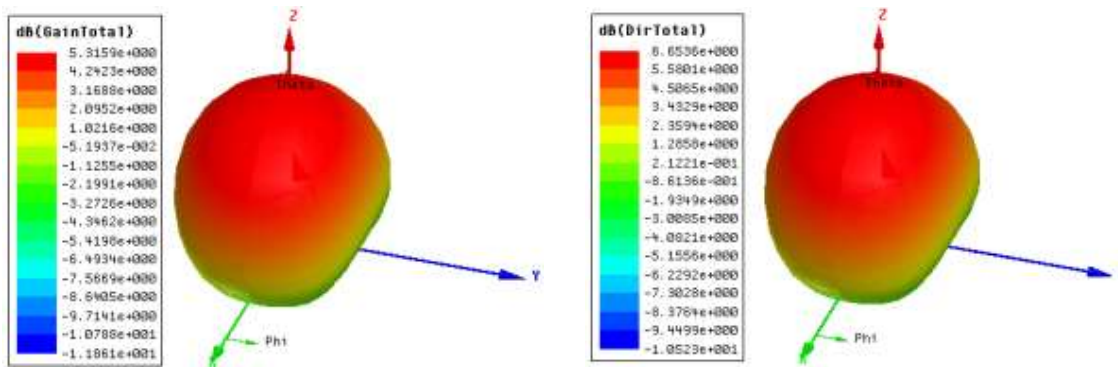 dB(GainTotal)
5.3159e+000
4.2423e+000
3.1688e+000
2.0952e+000
1.0216e+000
-5.1937e-002
-1.1255e+000
-2.1991e+000
-3.2726e+000
-4.3462e+000
-5.4198e+000
-6.4934e+000
-7.5669e+000
-8.6405e+000
-9.7141e+000
-1.0788e+001
-1.1861e+001
Z
Theta
Y
Phi
X
dB(DirTotal)
6.6536e+000
5.5801e+000
4.5065e+000
3.4329e+000
2.3594e+000
1.2858e+000
2.1221e-001
-8.6136e-001
-1.9349e+000
-3.0085e+000
-4.0821e+000
-5.1556e+000
-6.2292e+000
-7.3028e+000
-8.3764e+000
-9.4499e+000
-1.0523e+001
Z
Theta
Phi
X